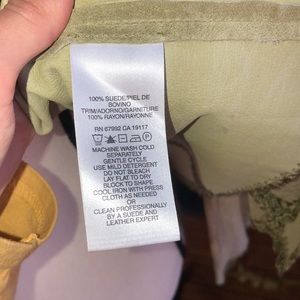 100% SUEDE/PIEL DE
BOVINO
TRIM/ADORNO/GARNITURE
100% RAYON/RAYONNE
RN 67992 CA 19117
MACHINE WASH COLD
SEPARATELY
GENTLE CYCLE
USE MILD DETERGENT
DO NOT BLEACH
LAY FLAT TO DRY
BLOCK TO SHAPE
COOL IRON WITH PRESS
CLOTH AS NEEDED
OR
CLEAN PROFESSIONALLY
BY A SUEDE AND
LEATHER EXPERT